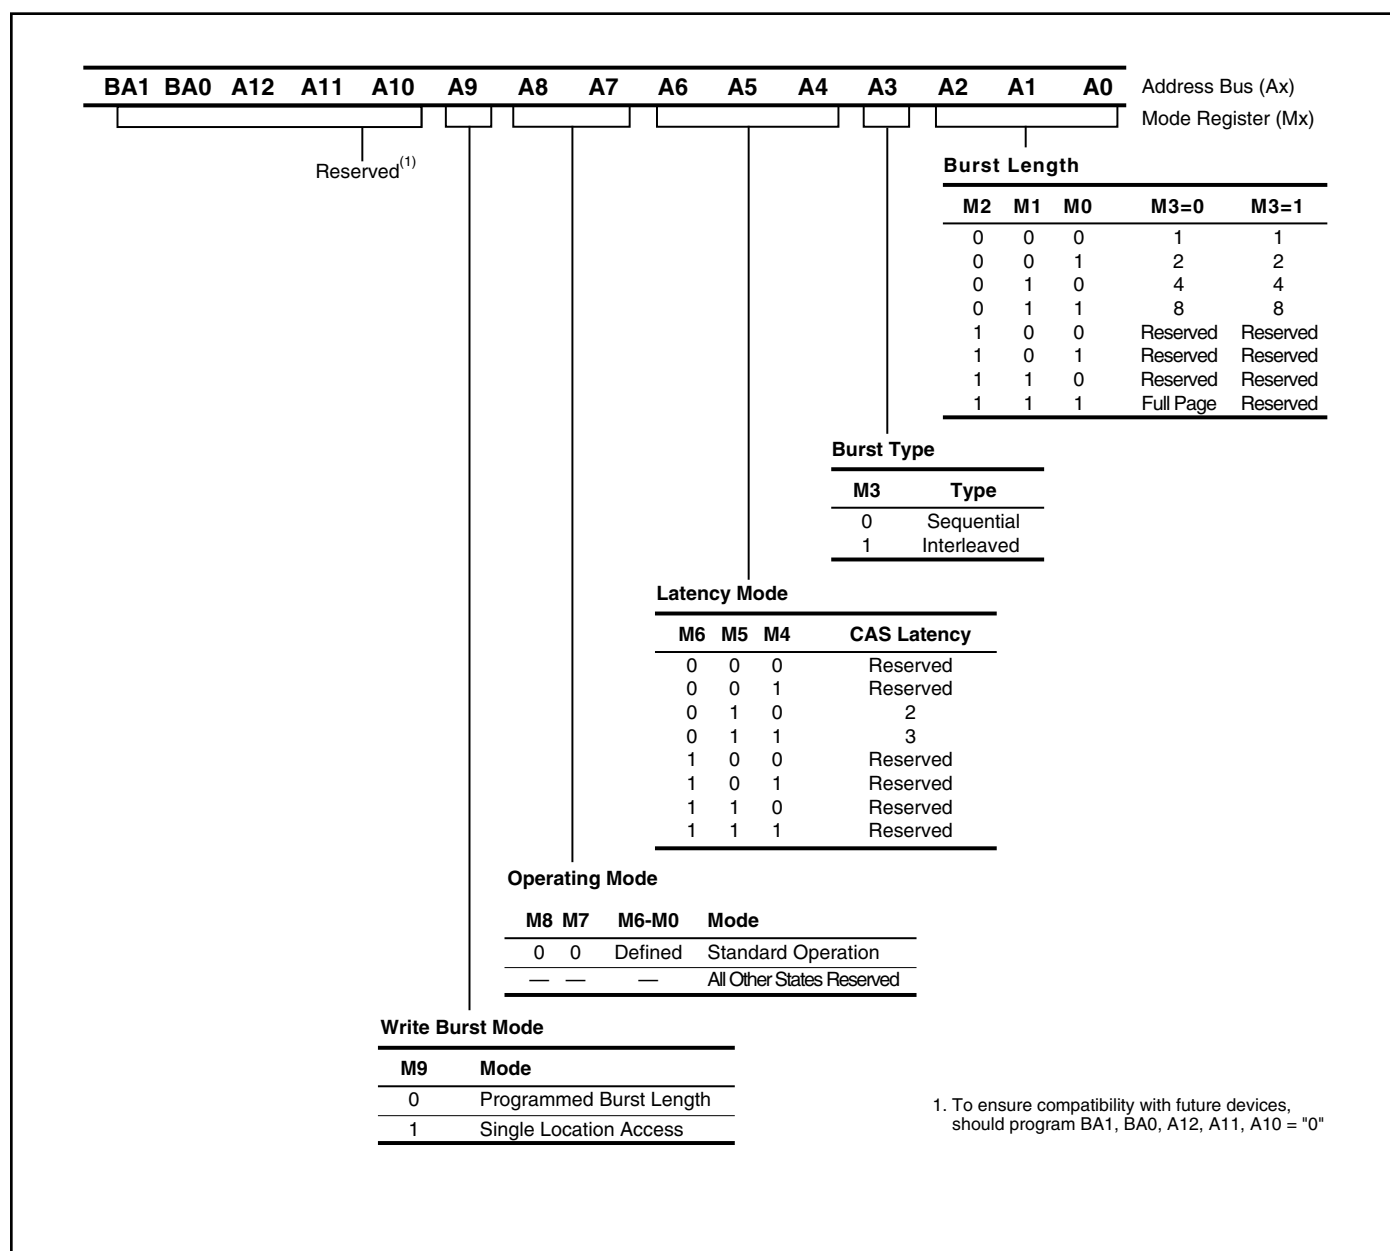 BA1 BA0 A12 A11 A10 A9 A8 A7 A6 A5 A4 A3 A2 A1 A0 Address Bus (Ax)
Mode Register (Mx)
Reserved(1)
Burst Length
M2 M1 M0 M3=0 M3=1
0 0 0 1 1
0 0 1 2 2
0 1 0 4 4
0 1 1 8 8
1 0 0 Reserved Reserved
1 0 1 Reserved Reserved
1 1 0 Reserved Reserved
1 1 1 Full Page Reserved
Burst Type
M3 Type
0 Sequential
1 Interleaved
Latency Mode
M6 M5 M4 CAS Latency
0 0 0 Reserved
0 0 1 Reserved
0 1 0 2
0 1 1 3
1 0 0 Reserved
1 0 1 Reserved
1 1 0 Reserved
1 1 1 Reserved
Operating Mode
M8 M7 M6-M0 Mode
0 0 Defined Standard Operation
— — — All Other States Reserved
Write Burst Mode
M9 Mode
0 Programmed Burst Length
1 Single Location Access
1. To ensure compatibility with future devices,
should program BA1, BA0, A12, A11, A10 = "0"